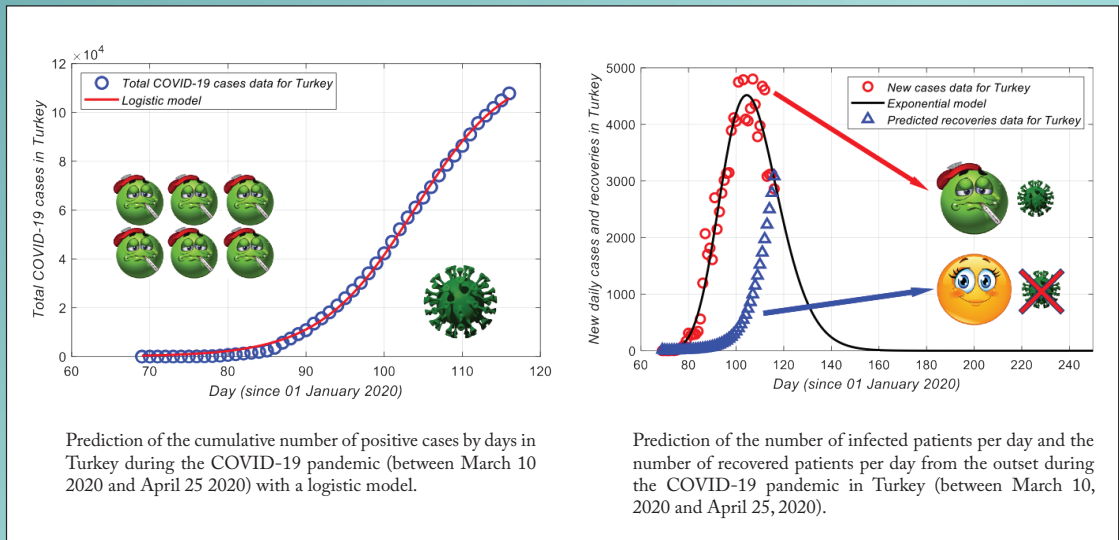 × 10⁴
12
10
8
6
4
2
0
60
70
80
90
100
110
120
Total COVID-19 cases in Turkey
Day (since 01 January 2020)
Total COVID-19 cases data for Turkey
Logistic model
Prediction of the cumulative number of positive cases by days in
Turkey during the COVID-19 pandemic (between March 10
2020 and April 25 2020) with a logistic model.
5000
4000
3000
2000
1000
0
60
80
100
120
140
160
180
200
220
240
New daily cases and recoveries in Turkey
Day (since 01 January 2020)
New cases data for Turkey
Exponential model
Predicted recoveries data for Turkey
Prediction of the number of infected patients per day and the
number of recovered patients per day from the outset during
the COVID-19 pandemic in Turkey (between March 10,
2020 and April 25, 2020).